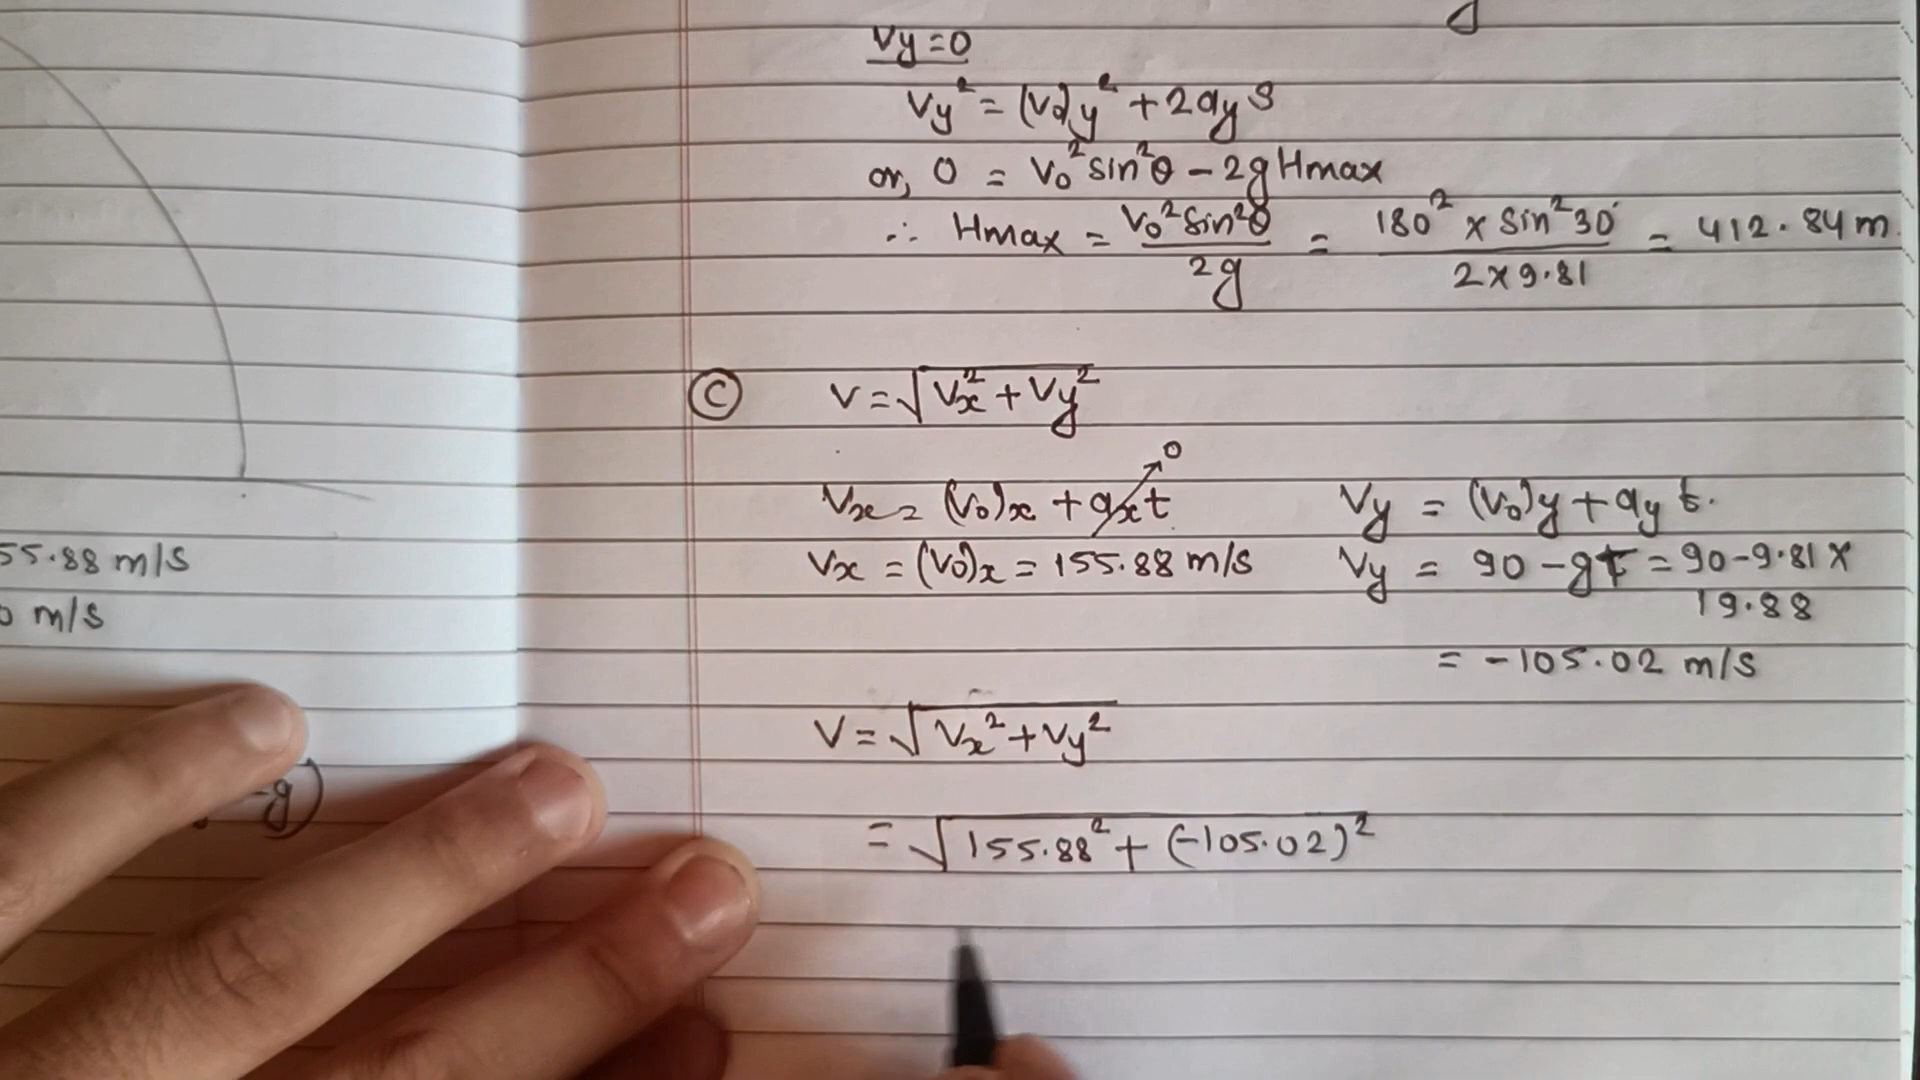 55.88 m/s
0 m/s
-g)
Vy = 0
Vy² = (V₀)y² + 2ay S
or, 0 = V₀² sin²θ - 2g Hmax
∴ Hmax = V₀² sin²θ / 2g = 180² x sin²30° / 2 x 9.81 = 412.84 m.
Ⓒ V = √Vx² + Vy²
0
Vx = (V₀)x + axt
Vx = (V₀)x = 155.88 m/s
Vy = (V₀)y + ay t.
Vy = 90 - gt = 90 - 9.81 x
19.88
= -105.02 m/s
V = √Vx² + Vy²
= √155.88² + (-105.02)²